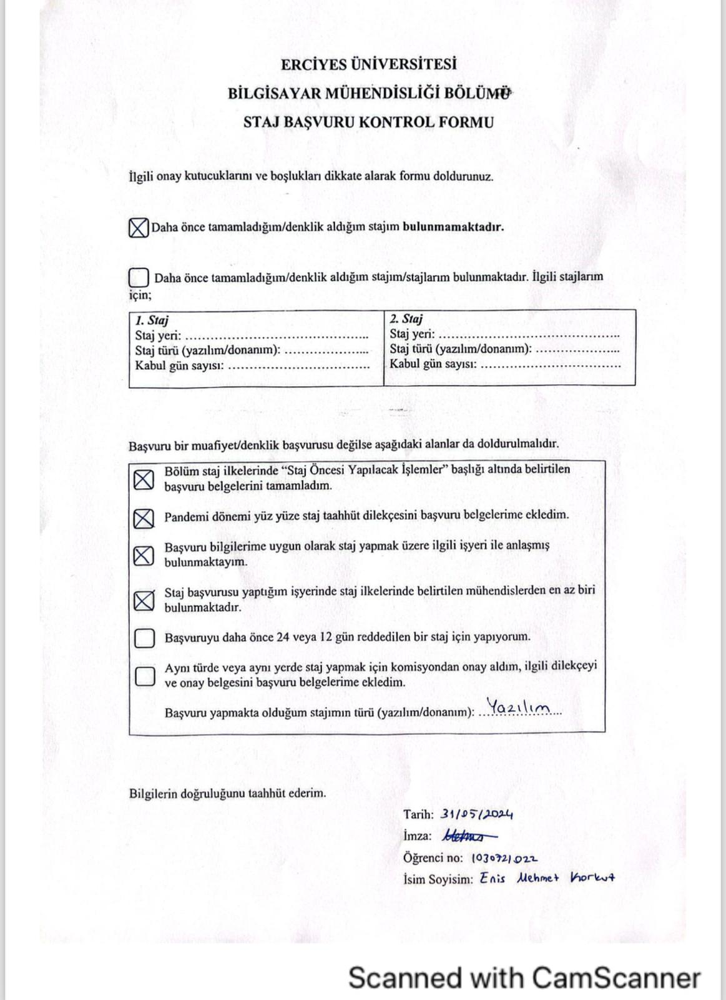 ERCİYES ÜNİVERSİTESİ
BİLGİSAYAR MÜHENDİSLİĞİ BÖLÜMÜ
STAJ BAŞVURU KONTROL FORMU
İlgili onay kutucuklarını ve boşlukları dikkate alarak formu doldurunuz.
Daha önce tamamladığım/denklik aldığım stajım bulunmamaktadır.
Daha önce tamamladığım/denklik aldığım stajım/stajlarım bulunmaktadır. İlgili stajlarım
için;
1. Staj
Staj yeri: ................................................
Staj türü (yazılım/donanım): ......................
Kabul gün sayısı: .....................................
2. Staj
Staj yeri: ................................................
Staj türü (yazılım/donanım): ......................
Kabul gün sayısı: .....................................
Başvuru bir muafiyet/denklik başvurusu değilse aşağıdaki alanlar da doldurulmalıdır.
Bölüm staj ilkelerinde “Staj Öncesi Yapılacak İşlemler” başlığı altında belirtilen
başvuru belgelerini tamamladım.
Pandemi dönemi yüz yüze staj taahhüt dilekçesini başvuru belgelerime ekledim.
Başvuru bilgilerime uygun olarak staj yapmak üzere ilgili işyeri ile anlaşmış
bulunmaktayım.
Staj başvurusu yaptığım işyerinde staj ilkelerinde belirtilen mühendislerden en az biri
bulunmaktadır.
Başvuruyu daha önce 24 veya 12 gün reddedilen bir staj için yapıyorum.
Aynı türde veya aynı yerde staj yapmak için komisyondan onay aldım, ilgili dilekçeyi
ve onay belgesini başvuru belgelerime ekledim.
Başvuru yapmakta olduğum stajımın türü (yazılım/donanım): Yazılım
Bilgilerin doğruluğunu taahhüt ederim.
Tarih: 31/05/2024
İmza:
Öğrenci no: 1030721022
İsim Soyisim: Enis Mehmet Korkut
Scanned with CamScanner